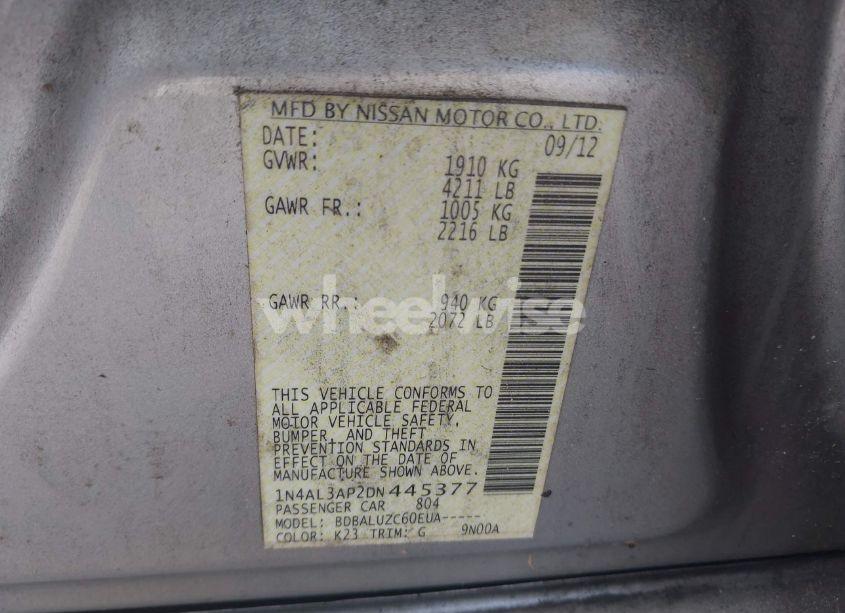 MFD BY NISSAN MOTOR CO., LTD.
DATE: 09/12
GVWR: 1910 KG
4211 LB
GAWR FR.: 1005 KG
2216 LB
GAWR RR.: 940 KG
2072 LB
wheelwise
THIS VEHICLE CONFORMS TO
ALL APPLICABLE FEDERAL
MOTOR VEHICLE SAFETY,
BUMPER, AND THEFT
PREVENTION STANDARDS IN
EFFECT ON THE DATE OF
MANUFACTURE SHOWN ABOVE.
1N4AL3AP2DN445377
PASSENGER CAR 804
MODEL: BDBALUZC60EUA-----
COLOR: K23 TRIM: G 9N00A